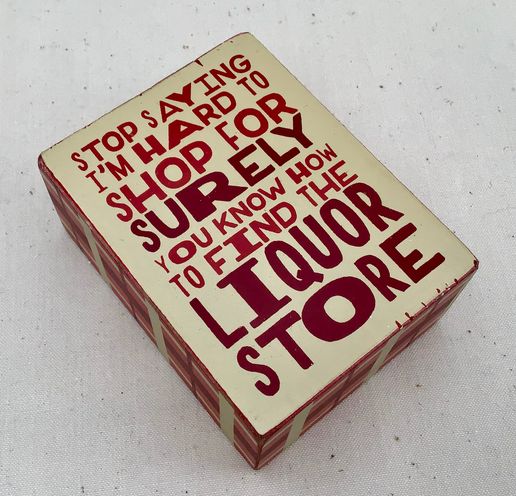 STOP SAYING
I'M HARD TO
SHOP FOR
SURELY
YOU KNOW HOW
TO FIND THE
LIQUOR
STORE